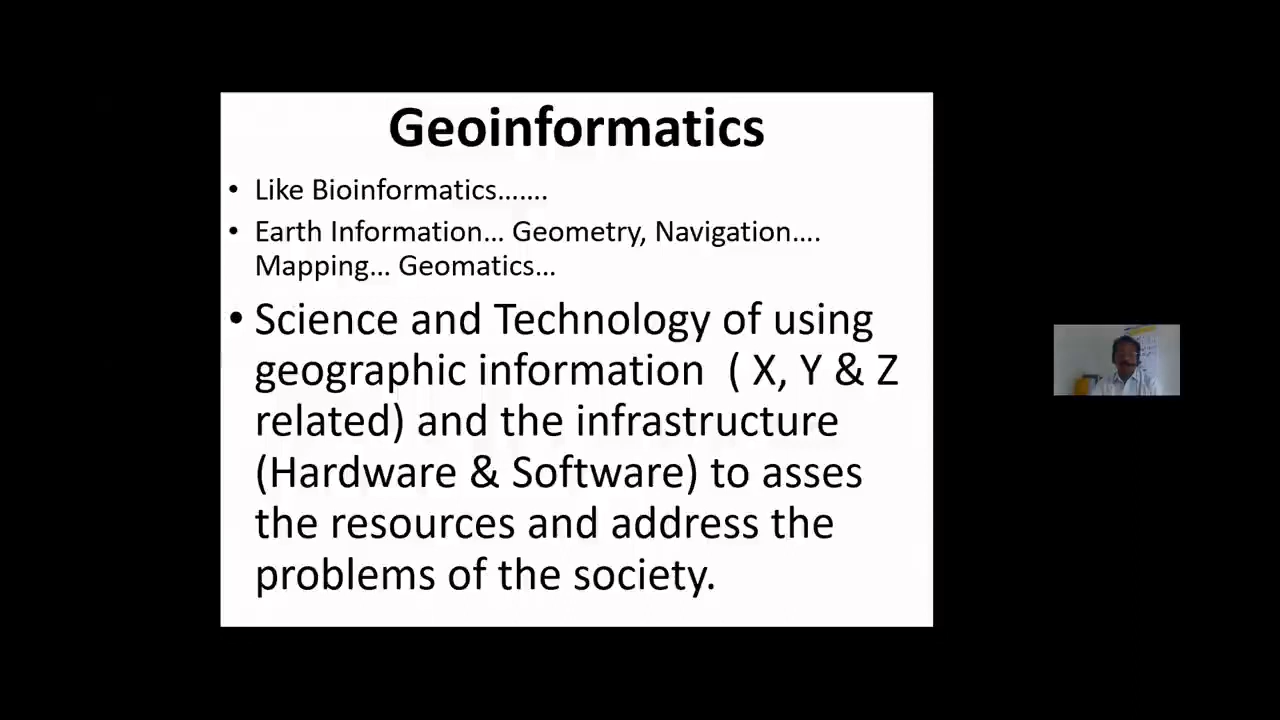 Geoinformatics
• Like Bioinformatics.......
• Earth Information... Geometry, Navigation....
Mapping... Geomatics...
• Science and Technology of using
geographic information ( X, Y & Z
related) and the infrastructure
(Hardware & Software) to asses
the resources and address the
problems of the society.